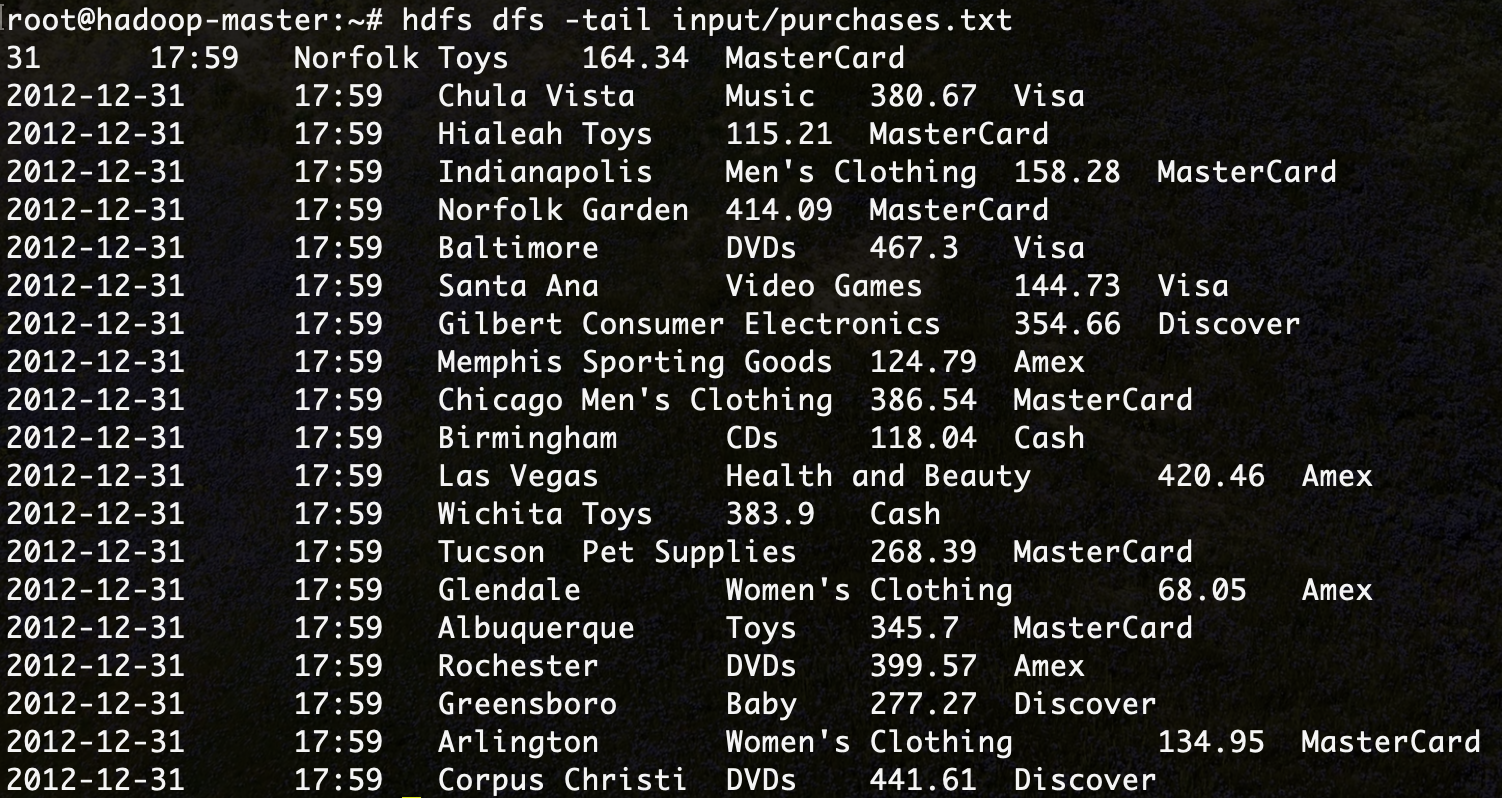 root@hadoop-master:~# hdfs dfs -tail input/purchases.txt
31	17:59	Norfolk	Toys	164.34	MasterCard
2012-12-31	17:59	Chula Vista	Music	380.67	Visa
2012-12-31	17:59	Hialeah	Toys	115.21	MasterCard
2012-12-31	17:59	Indianapolis	Men's Clothing	158.28	MasterCard
2012-12-31	17:59	Norfolk	Garden	414.09	MasterCard
2012-12-31	17:59	Baltimore	DVDs	467.3	Visa
2012-12-31	17:59	Santa Ana	Video Games	144.73	Visa
2012-12-31	17:59	Gilbert	Consumer Electronics	354.66	Discover
2012-12-31	17:59	Memphis	Sporting Goods	124.79	Amex
2012-12-31	17:59	Chicago	Men's Clothing	386.54	MasterCard
2012-12-31	17:59	Birmingham	CDs	118.04	Cash
2012-12-31	17:59	Las Vegas	Health and Beauty	420.46	Amex
2012-12-31	17:59	Wichita	Toys	383.9	Cash
2012-12-31	17:59	Tucson	Pet Supplies	268.39	MasterCard
2012-12-31	17:59	Glendale	Women's Clothing	68.05	Amex
2012-12-31	17:59	Albuquerque	Toys	345.7	MasterCard
2012-12-31	17:59	Rochester	DVDs	399.57	Amex
2012-12-31	17:59	Greensboro	Baby	277.27	Discover
2012-12-31	17:59	Arlington	Women's Clothing	134.95	MasterCard
2012-12-31	17:59	Corpus Christi	DVDs	441.61	Discover